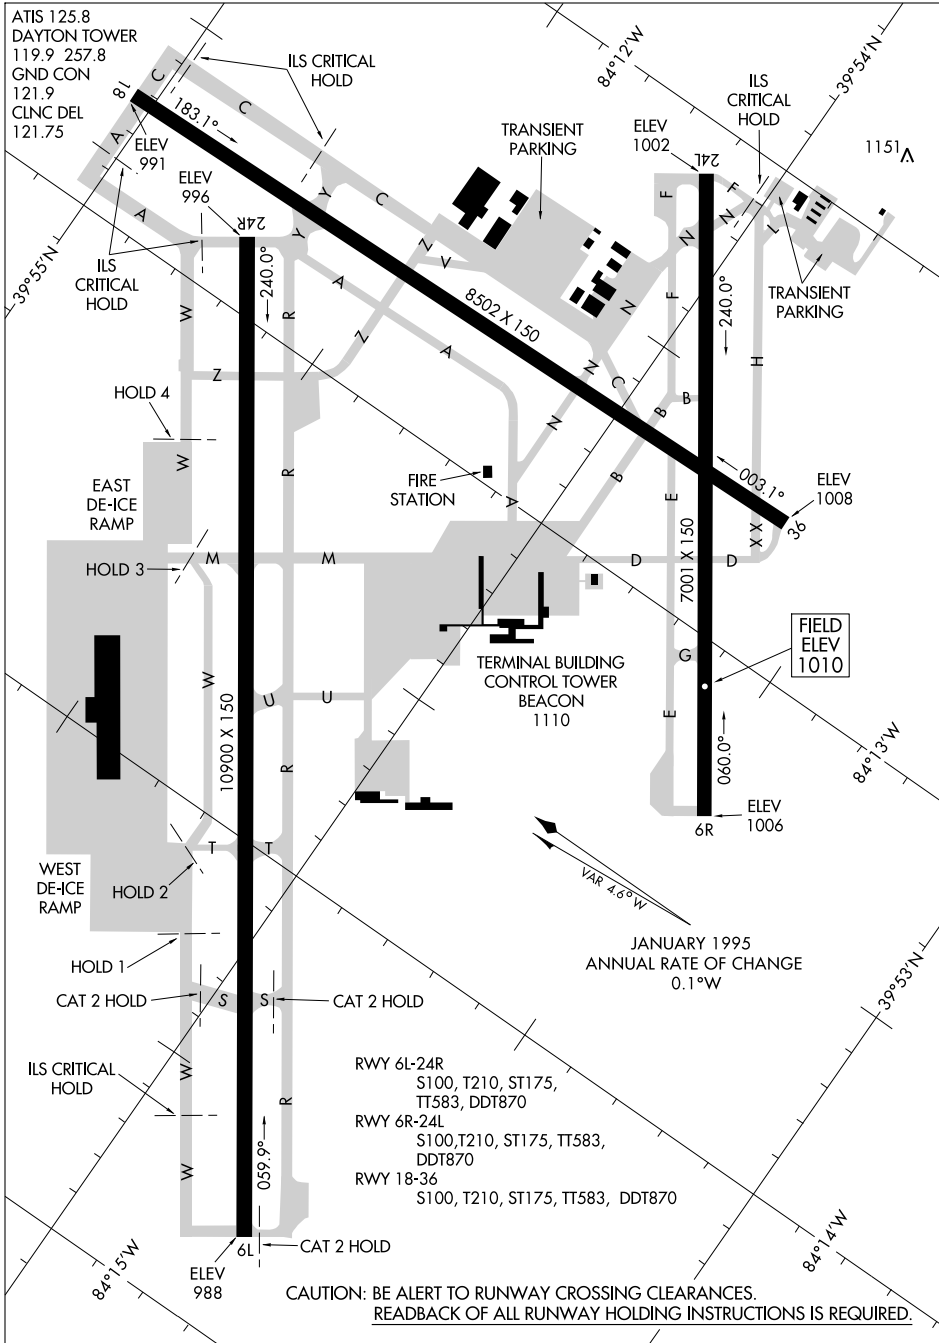 ATIS 125.8
DAYTON TOWER
119.9 257.8
GND CON
121.9
CLNC DEL
121.75
ILS CRITICAL
HOLD
84°12'W
39°54'N
ILS
CRITICAL
HOLD
1151
TRANSIENT
PARKING
ELEV
1002
24L
18
183.1°
ELEV
991
ELEV
996
24R
240.0°
39°55'N
ILS
CRITICAL
HOLD
C
C
C
A
A
A
A
A
Y
Y
V
Z
Z
Z
W
R
8502 X 150
N
N
N
N
N
F
F
F
L
H
240.0°
TRANSIENT
PARKING
HOLD 4
W
R
FIRE
STATION
C
B
B
B
003.1°
ELEV
1008
36
EAST
DE-ICE
RAMP
E
7001 X 150
X
X
HOLD 3
M
M
D
D
FIELD
ELEV
1010
G
TERMINAL BUILDING
CONTROL TOWER
BEACON
1110
W
U
U
10900 X 150
R
E
060.0°
84°13'W
ELEV
1006
6R
T
T
WEST
DE-ICE
RAMP
HOLD 2
VAR 4.6° W
JANUARY 1995
ANNUAL RATE OF CHANGE
0.1°W
39°53'N
HOLD 1
CAT 2 HOLD
S
S
CAT 2 HOLD
ILS CRITICAL
HOLD
W
W
R
059.9°
RWY 6L-24R
S100, T210, ST175,
TT583, DDT870
RWY 6R-24L
S100,T210, ST175, TT583,
DDT870
RWY 18-36
S100, T210, ST175, TT583, DDT870
84°15'W
84°14'W
6L
CAT 2 HOLD
ELEV
988
CAUTION: BE ALERT TO RUNWAY CROSSING CLEARANCES.
READBACK OF ALL RUNWAY HOLDING INSTRUCTIONS IS REQUIRED.